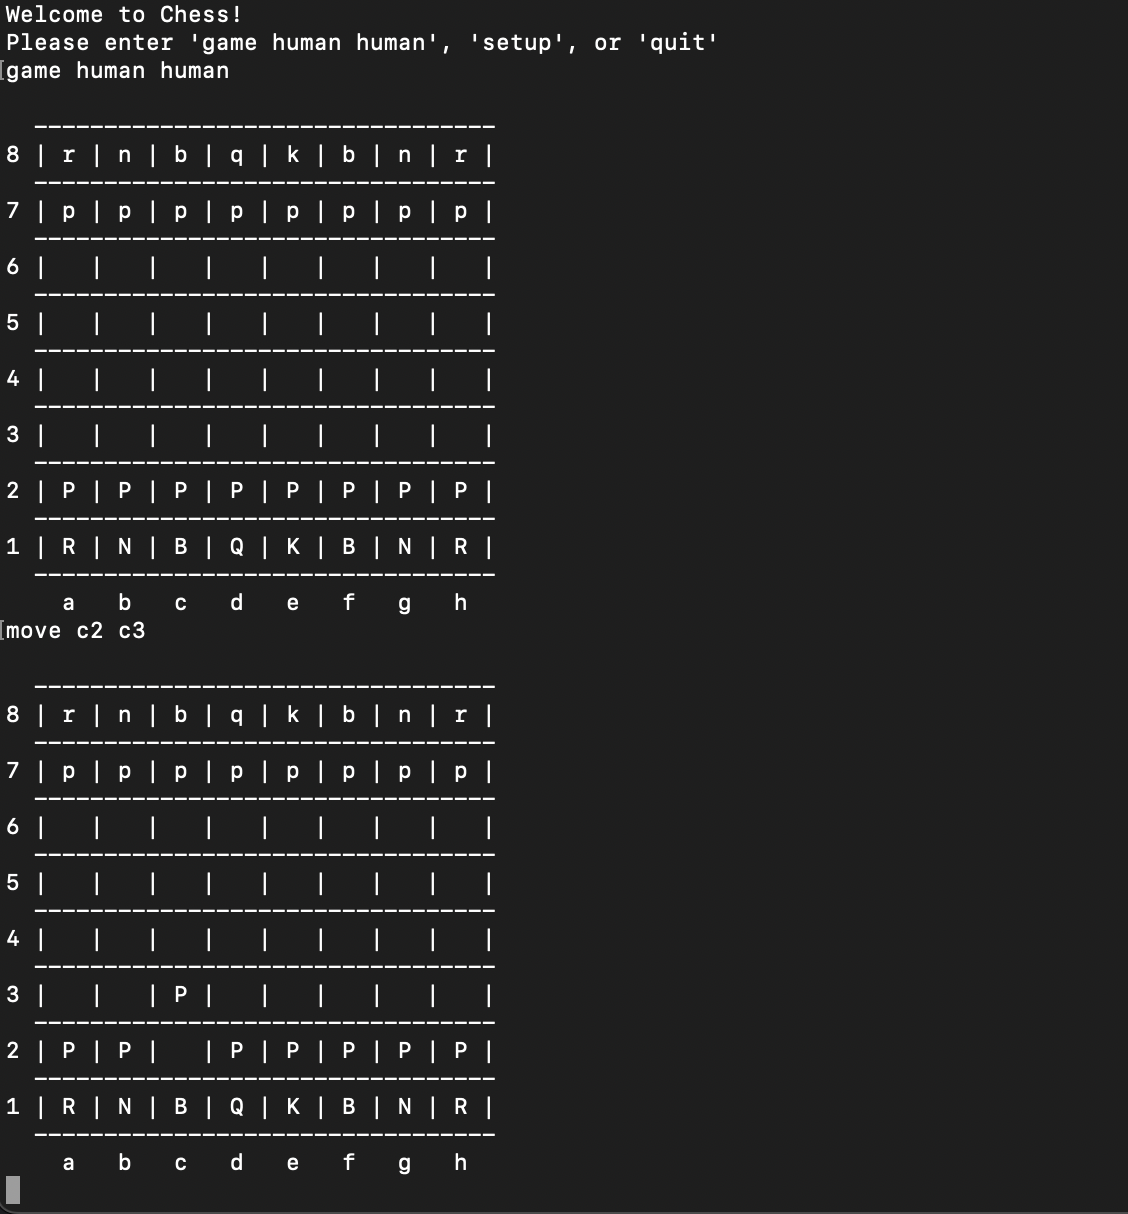 Welcome to Chess!
Please enter 'game human human', 'setup', or 'quit'
game human human

  ---------------------------------
8 | r | n | b | q | k | b | n | r |
  ---------------------------------
7 | p | p | p | p | p | p | p | p |
  ---------------------------------
6 |   |   |   |   |   |   |   |   |
  ---------------------------------
5 |   |   |   |   |   |   |   |   |
  ---------------------------------
4 |   |   |   |   |   |   |   |   |
  ---------------------------------
3 |   |   |   |   |   |   |   |   |
  ---------------------------------
2 | P | P | P | P | P | P | P | P |
  ---------------------------------
1 | R | N | B | Q | K | B | N | R |
  ---------------------------------
    a   b   c   d   e   f   g   h
move c2 c3

  ---------------------------------
8 | r | n | b | q | k | b | n | r |
  ---------------------------------
7 | p | p | p | p | p | p | p | p |
  ---------------------------------
6 |   |   |   |   |   |   |   |   |
  ---------------------------------
5 |   |   |   |   |   |   |   |   |
  ---------------------------------
4 |   |   |   |   |   |   |   |   |
  ---------------------------------
3 |   |   | P |   |   |   |   |   |
  ---------------------------------
2 | P | P |   | P | P | P | P | P |
  ---------------------------------
1 | R | N | B | Q | K | B | N | R |
  ---------------------------------
    a   b   c   d   e   f   g   h